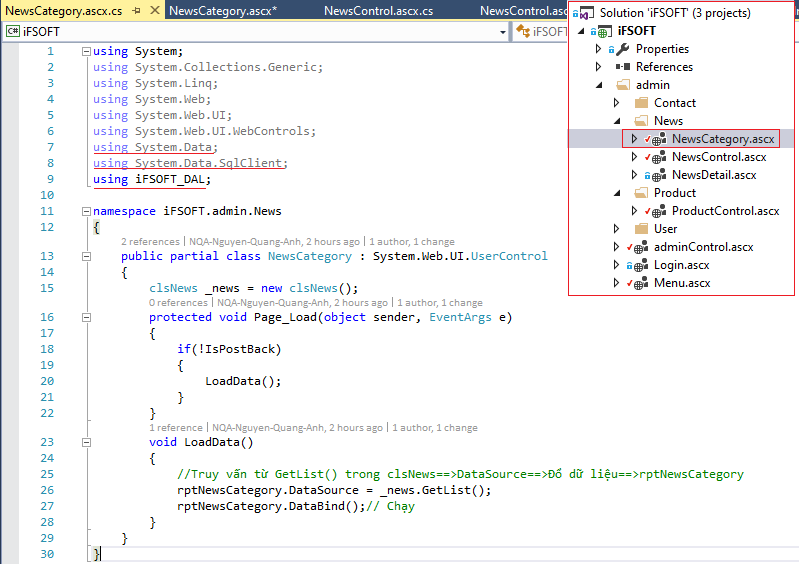 NewsCategory.ascx.cs
NewsCategory.ascx*
NewsControl.ascx.cs
NewsControl.asc
iFSOFT
iFSOFT
1 using System;
2 using System.Collections.Generic;
3 using System.Linq;
4 using System.Web;
5 using System.Web.UI;
6 using System.Web.UI.WebControls;
7 using System.Data;
8 using System.Data.SqlClient;
9 using iFSOFT_DAL;
10
11 namespace iFSOFT.admin.News
12 {
2 references | NQA-Nguyen-Quang-Anh, 2 hours ago | 1 author, 1 change
13 public partial class NewsCategory : System.Web.UI.UserControl
14 {
15 clsNews _news = new clsNews();
0 references | NQA-Nguyen-Quang-Anh, 2 hours ago | 1 author, 1 change
16 protected void Page_Load(object sender, EventArgs e)
17 {
18 if(!IsPostBack)
19 {
20 LoadData();
21 }
22 }
1 reference | NQA-Nguyen-Quang-Anh, 2 hours ago | 1 author, 1 change
23 void LoadData()
24 {
25 //Truy vấn từ GetList() trong clsNews==>DataSource==>Đổ dữ liệu==>rptNewsCategory
26 rptNewsCategory.DataSource = _news.GetList();
27 rptNewsCategory.DataBind();// Chạy
28 }
29 }
30 }
Solution 'iFSOFT' (3 projects)
iFSOFT
Properties
References
admin
Contact
News
NewsCategory.ascx
NewsControl.ascx
NewsDetail.ascx
Product
ProductControl.ascx
User
adminControl.ascx
Login.ascx
Menu.ascx